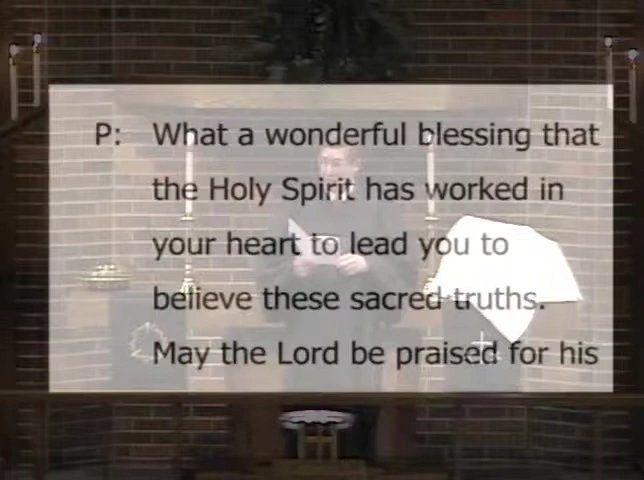 P: What a wonderful blessing that
the Holy Spirit has worked in
your heart to lead you to
believe these sacred truths.
May the Lord be praised for his